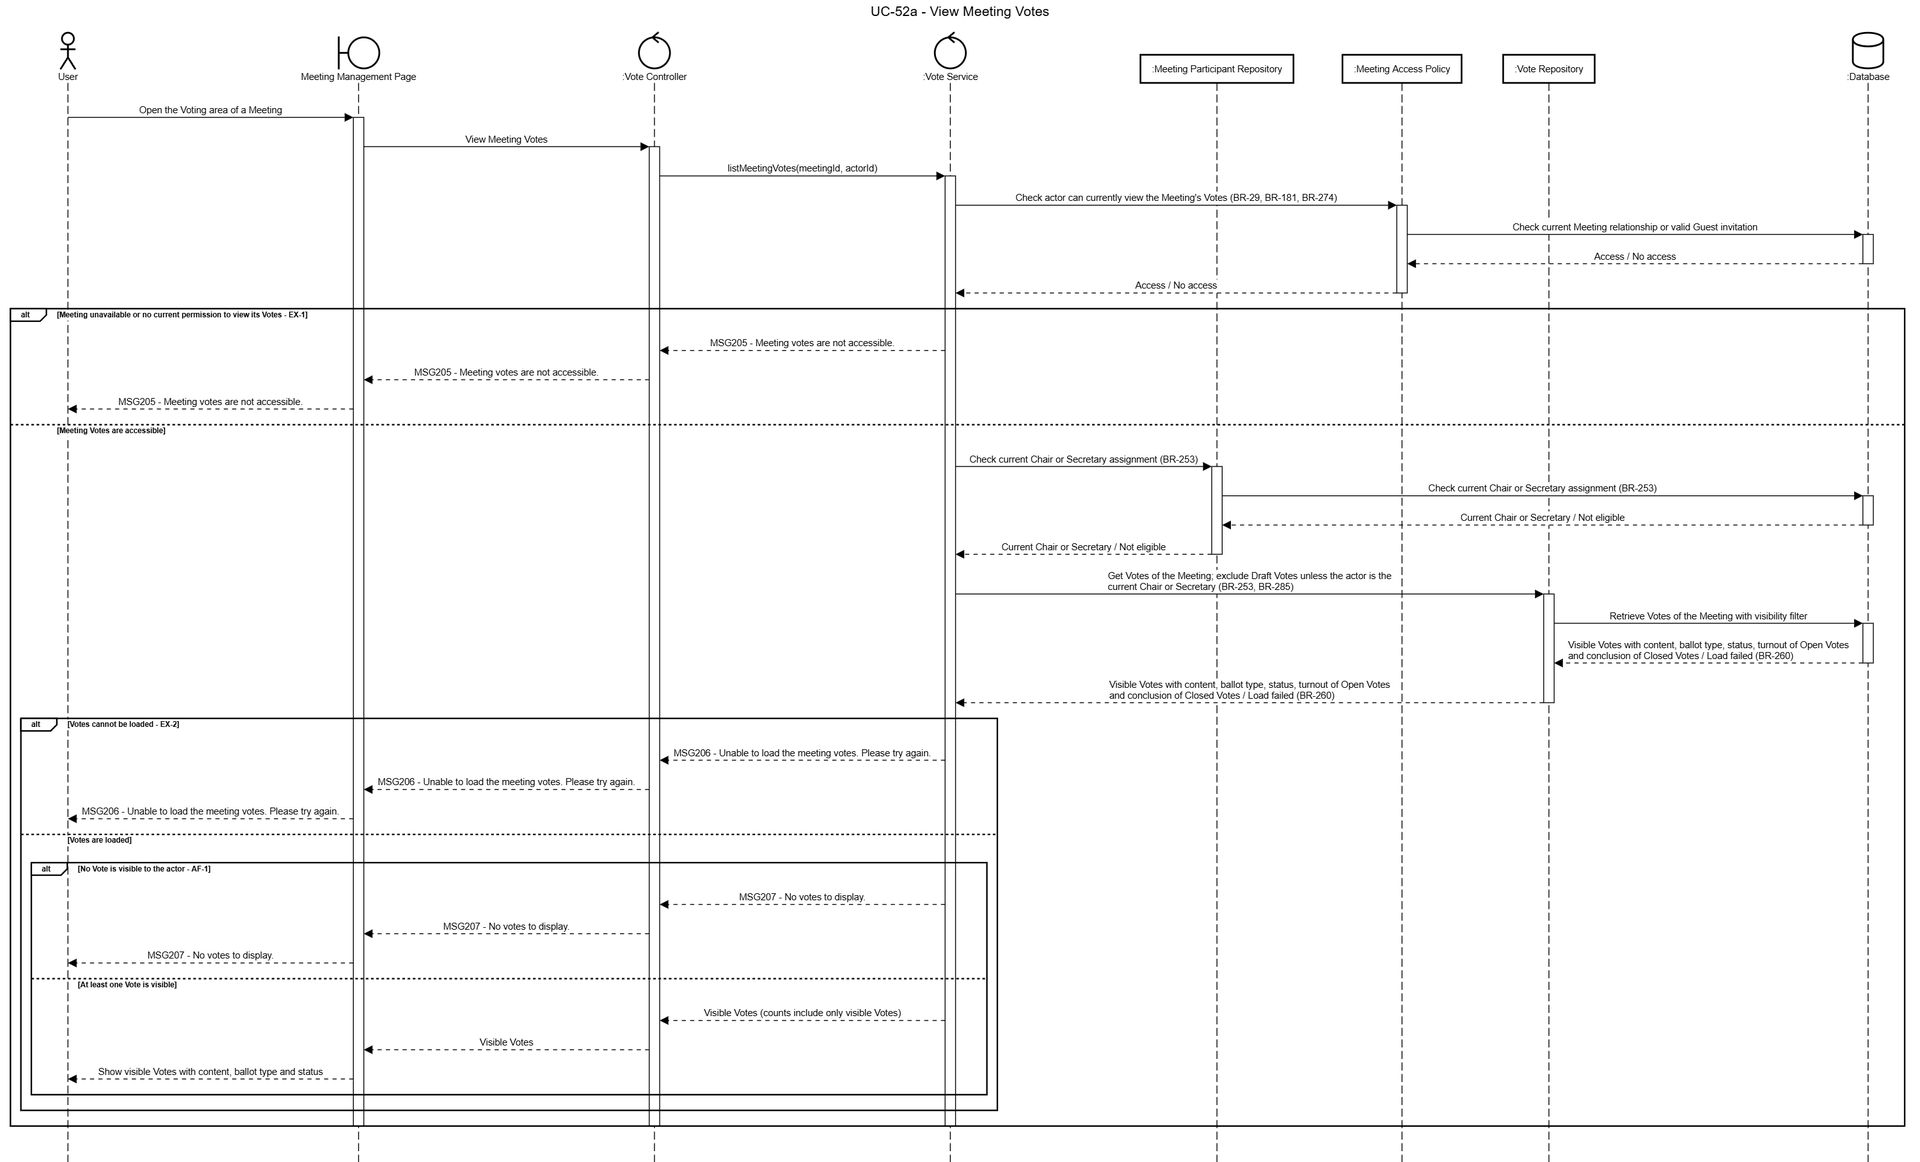 UC-52a - View Meeting Votes
User
Meeting Management Page
:Vote Controller
:Vote Service
:Meeting Participant Repository
:Meeting Access Policy
:Vote Repository
:Database
Open the Voting area of a Meeting
View Meeting Votes
listMeetingVotes(meetingId, actorId)
Check actor can currently view the Meeting's Votes (BR-29, BR-181, BR-274)
Check current Meeting relationship or valid Guest invitation
Access / No access
Access / No access
alt
[Meeting unavailable or no current permission to view its Votes - EX-1]
MSG205 - Meeting votes are not accessible.
MSG205 - Meeting votes are not accessible.
MSG205 - Meeting votes are not accessible.
[Meeting Votes are accessible]
Check current Chair or Secretary assignment (BR-253)
Check current Chair or Secretary assignment (BR-253)
Current Chair or Secretary / Not eligible
Current Chair or Secretary / Not eligible
Get Votes of the Meeting; exclude Draft Votes unless the actor is the
current Chair or Secretary (BR-253, BR-285)
Retrieve Votes of the Meeting with visibility filter
Visible Votes with content, ballot type, status, turnout of Open Votes
and conclusion of Closed Votes / Load failed (BR-260)
Visible Votes with content, ballot type, status, turnout of Open Votes
and conclusion of Closed Votes / Load failed (BR-260)
alt
[Votes cannot be loaded - EX-2]
MSG206 - Unable to load the meeting votes. Please try again.
MSG206 - Unable to load the meeting votes. Please try again.
MSG206 - Unable to load the meeting votes. Please try again.
[Votes are loaded]
alt
[No Vote is visible to the actor - AF-1]
MSG207 - No votes to display.
MSG207 - No votes to display.
MSG207 - No votes to display.
[At least one Vote is visible]
Visible Votes (counts include only visible Votes)
Visible Votes
Show visible Votes with content, ballot type and status